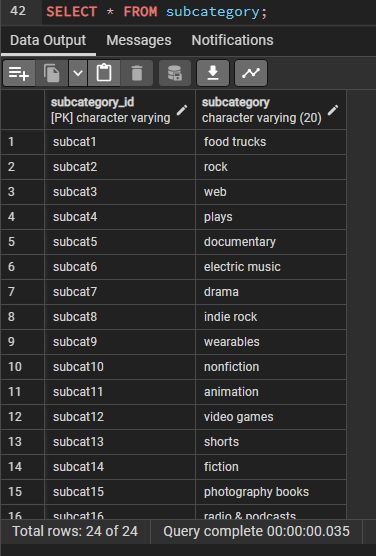 42 SELECT * FROM subcategory;
Data Output Messages Notifications
subcategory_id subcategory
[PK] character varying character varying (20)
1 subcat1 food trucks
2 subcat2 rock
3 subcat3 web
4 subcat4 plays
5 subcat5 documentary
6 subcat6 electric music
7 subcat7 drama
8 subcat8 indie rock
9 subcat9 wearables
10 subcat10 nonfiction
11 subcat11 animation
12 subcat12 video games
13 subcat13 shorts
14 subcat14 fiction
15 subcat15 photography books
16 subcat16 radio & podcasts
Total rows: 24 of 24 Query complete 00:00:00.035